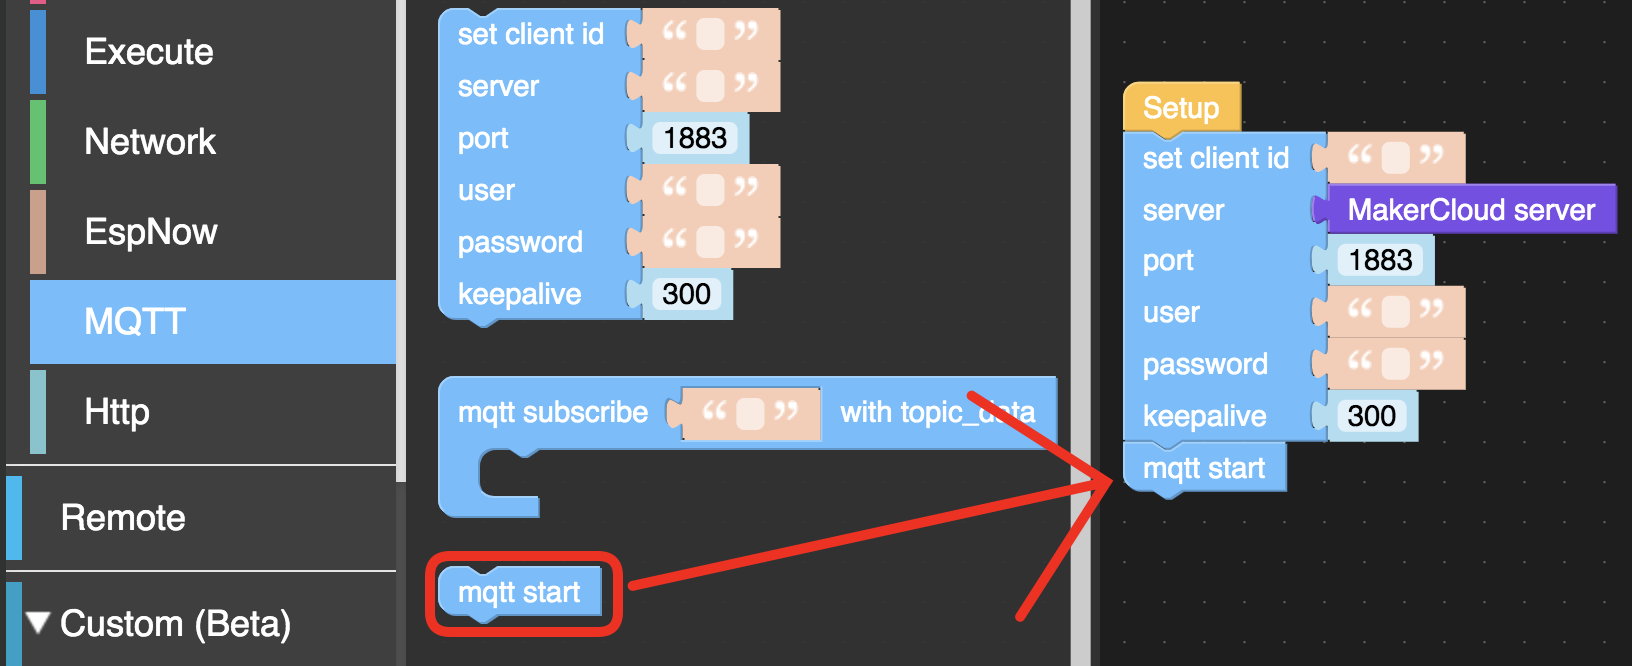 Execute
Network
EspNow
MQTT
Http
Remote
Custom (Beta)
set client id “ ”
server “ ”
port 1883
user “ ”
password “ ”
keepalive 300
mqtt subscribe “ ” with topic_data
mqtt start
Setup
set client id “ ”
server MakerCloud server
port 1883
user “ ”
password “ ”
keepalive 300
mqtt start